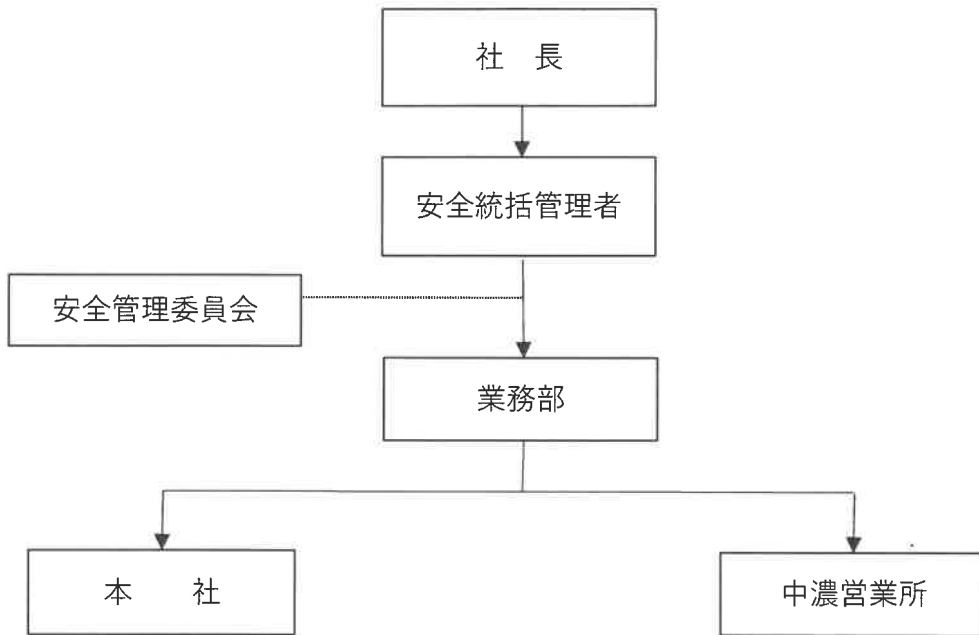 社　長
安全統括管理者
安全管理委員会
業務部
本　　社
中濃営業所